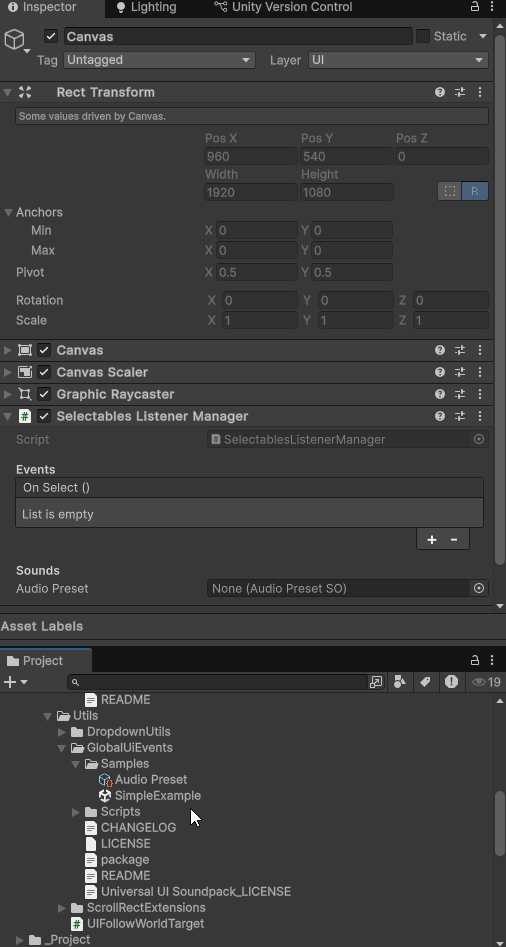 Inspector Lighting Unity Version Control
Canvas Static
Tag Untagged Layer UI
Rect Transform
Some values driven by Canvas.
Pos X Pos Y Pos Z
960 540 0
Width Height
1920 1080
R
Anchors
Min X 0 Y 0
Max X 0 Y 0
Pivot X 0.5 Y 0.5
Rotation X 0 Y 0 Z 0
Scale X 1 Y 1 Z 1
Canvas
Canvas Scaler
Graphic Raycaster
# Selectables Listener Manager
Script SelectablesListenerManager
Events
On Select ()
List is empty
+ -
Sounds
Audio Preset None (Audio Preset SO)
Asset Labels
Project
+ 19
README
Utils
DropdownUtils
GlobalUiEvents
Samples
Audio Preset
SimpleExample
Scripts
CHANGELOG
LICENSE
package
README
Universal UI Soundpack_LICENSE
ScrollRectExtensions
# UIFollowWorldTarget
_Project